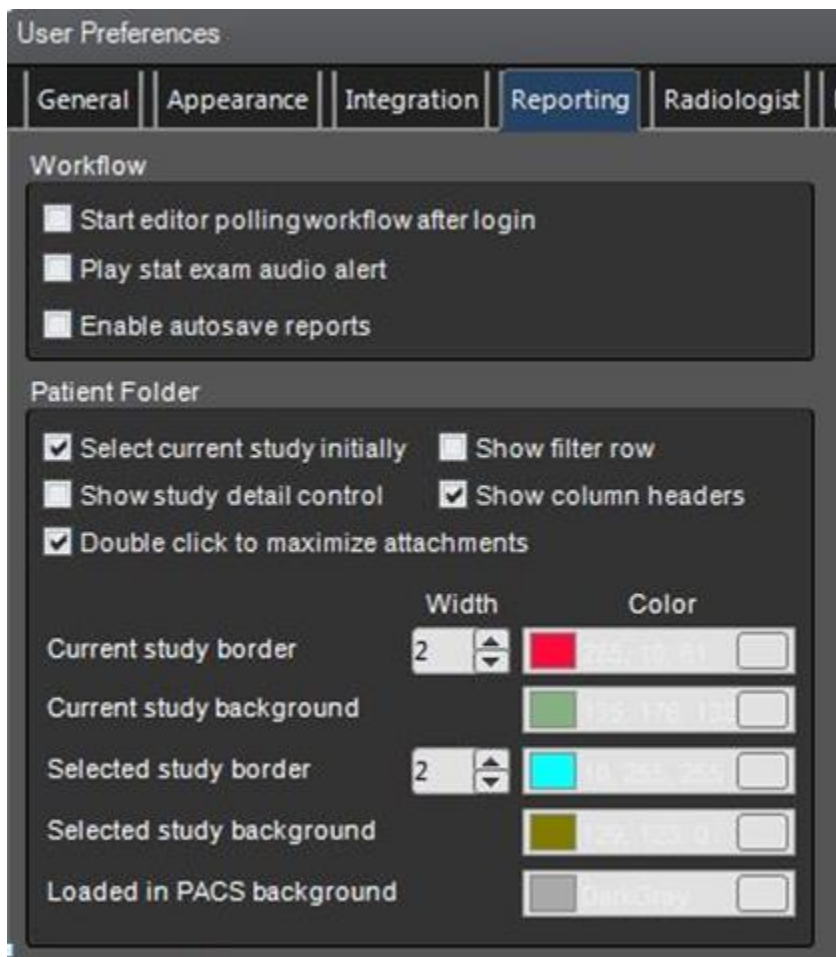 User Preferences
General Appearance Integration Reporting Radiologist
Workflow
Start editor polling workflow after login
Play stat exam audio alert
Enable autosave reports
Patient Folder
Select current study initially Show filter row
Show study detail control Show column headers
Double click to maximize attachments
Width Color
Current study border 2
Current study background
Selected study border 2
Selected study background
Loaded in PACS background DarkGray